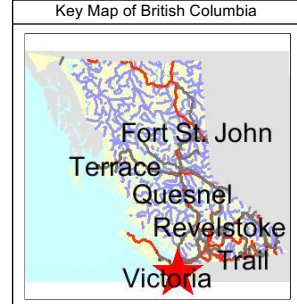 Key Map of British Columbia
Fort St. John
Terrace
Quesnel
Revelstoke
Trail
Victoria